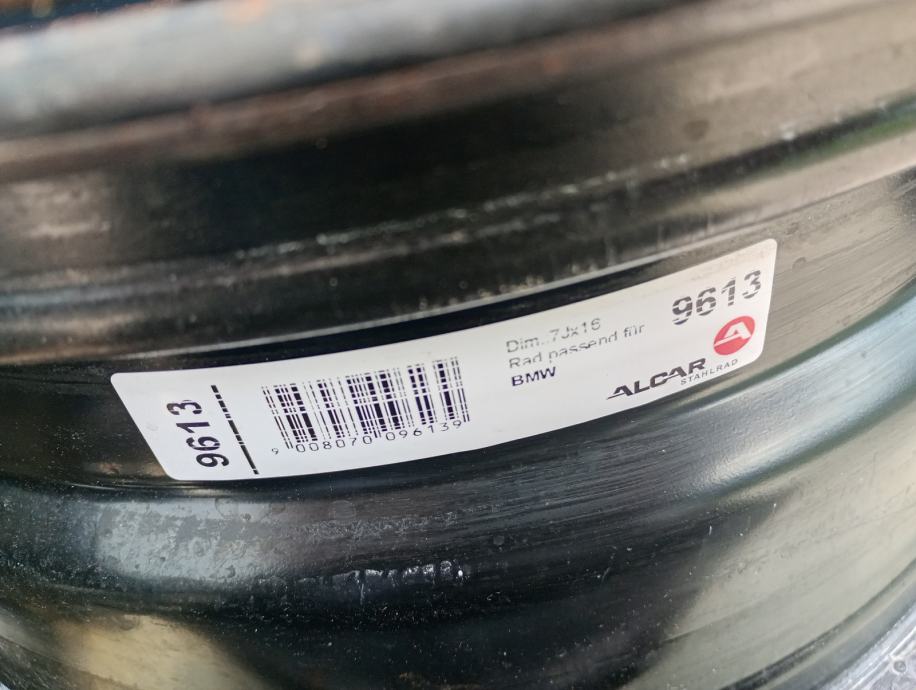 9613
9 008070 096139
Dim.:7Jx16
Rad passend für
BMW
9613
A
ALCAR
STAHLRAD